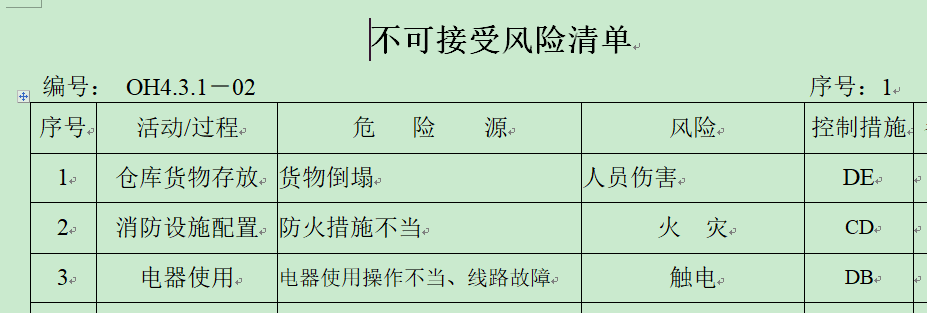 不可接受风险清单
编号： OH4.3.1－02 序号：1
序号 活动/过程 危 险 源 风险 控制措施
1 仓库货物存放 货物倒塌 人员伤害 DE
2 消防设施配置 防火措施不当 火 灾 CD
3 电器使用 电器使用操作不当、线路故障 触电 DB